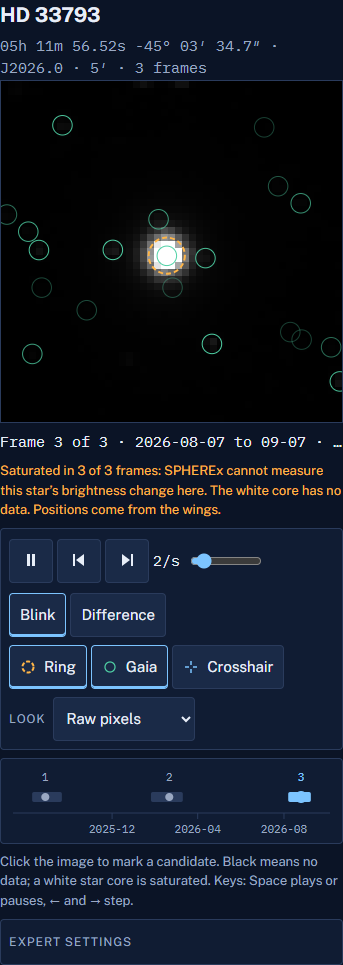 HD 33793
05h 11m 56.52s -45° 03′ 34.7″ ·
J2026.0 · 5′ · 3 frames
Frame 3 of 3 · 2026-08-07 to 09-07 · …
Saturated in 3 of 3 frames: SPHEREx cannot measure
this star's brightness change here. The white core has no
data. Positions come from the wings.
2/s
Blink Difference
Ring Gaia Crosshair
LOOK Raw pixels
1 2 3
2025-12 2026-04 2026-08
Click the image to mark a candidate. Black means no
data; a white star core is saturated. Keys: Space plays or
pauses, ← and → step.
EXPERT SETTINGS